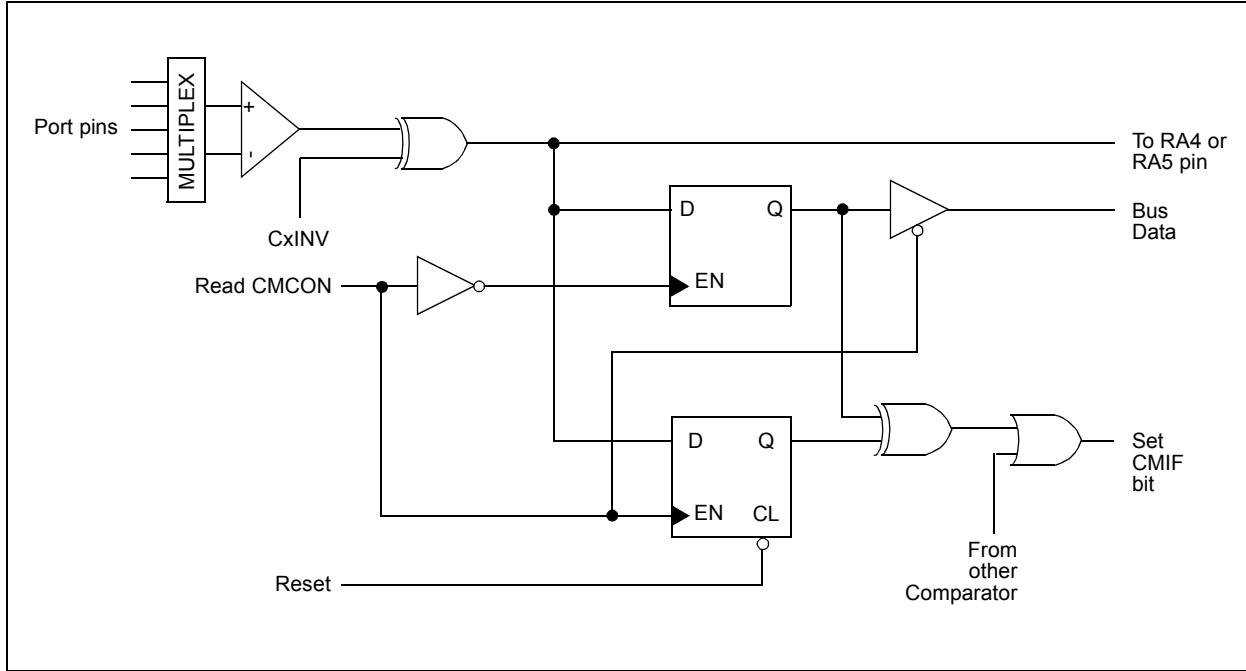 MULTIPLEX
Port pins
+
-
CxINV
To RA4 or
RA5 pin
D
Q
EN
Bus
Data
Read CMCON
D
Q
EN
CL
Set
CMIF
bit
From
other
Comparator
Reset